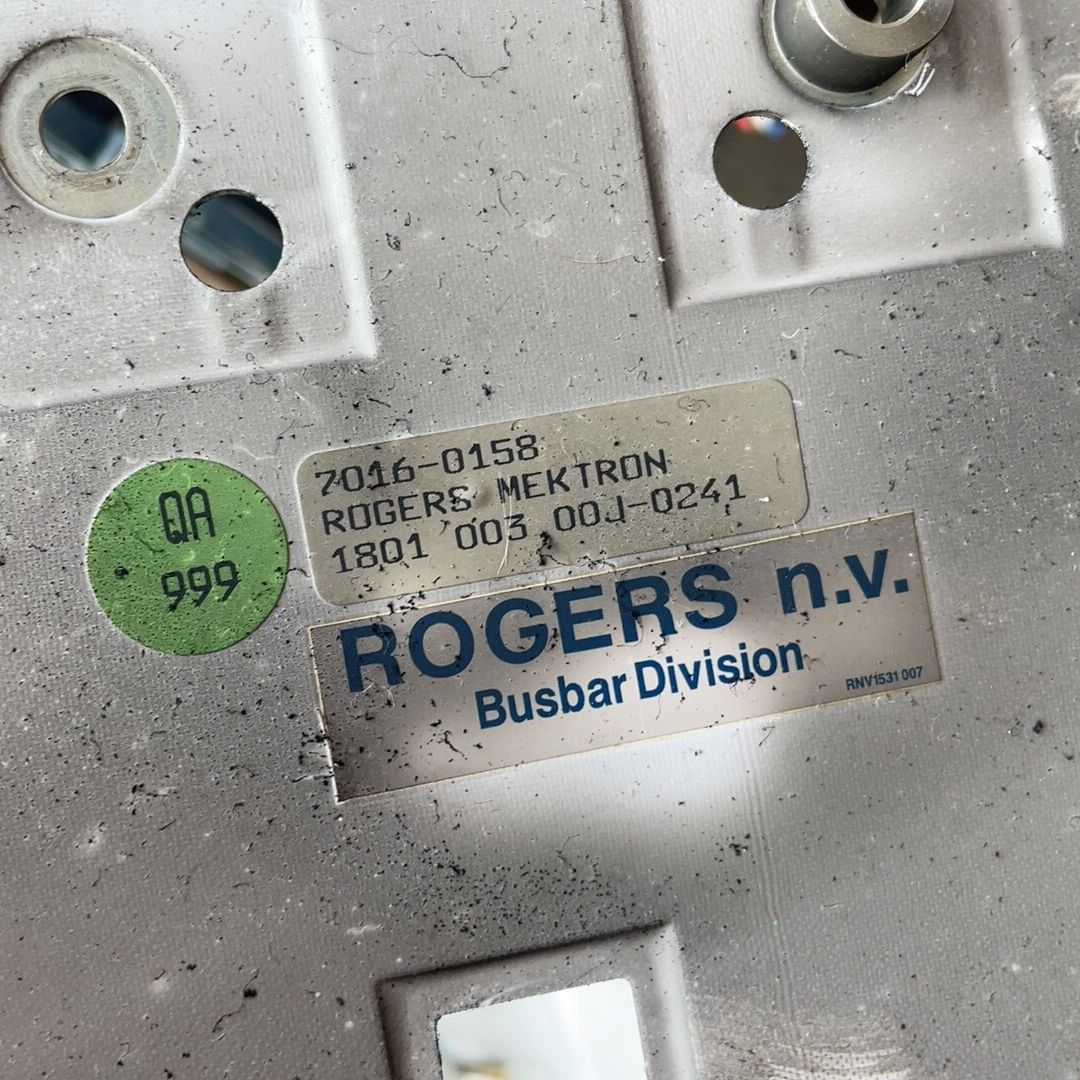 7016-0158
ROGERS MEKTRON
1801 003 00J-0241
QA
999
ROGERS n.v.
Busbar Division
RNV1531 007